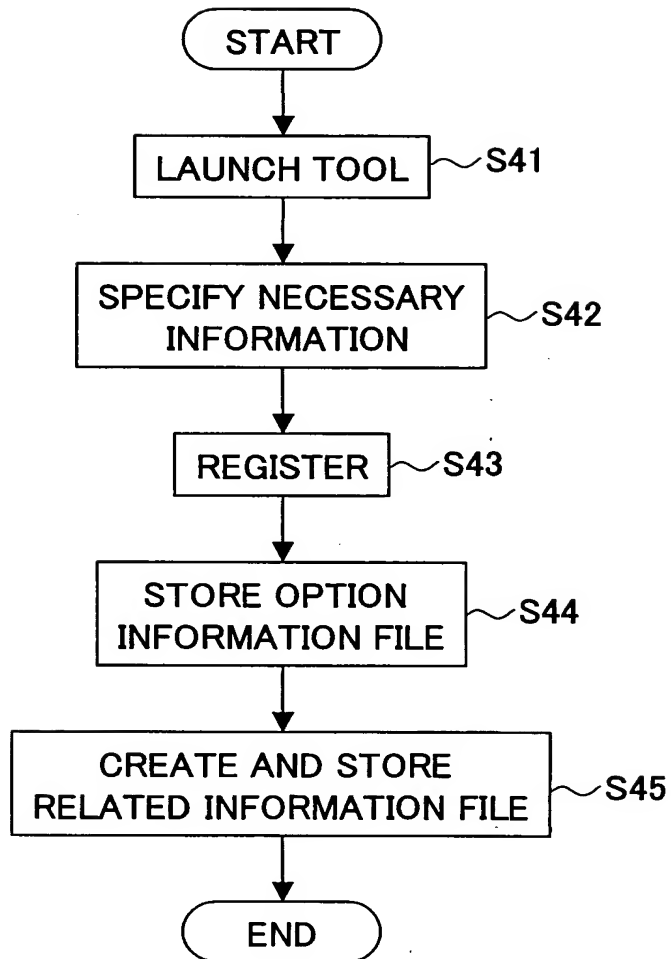 START
LAUNCH TOOL
S41
SPECIFY NECESSARY
INFORMATION
S42
REGISTER
S43
STORE OPTION
INFORMATION FILE
S44
CREATE AND STORE
RELATED INFORMATION FILE
S45
END